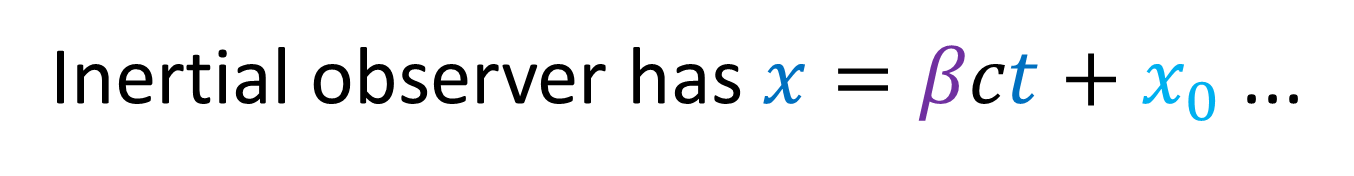 Inertial observer has 𝑥 = 𝛽𝑐𝑡 + 𝑥₀ …